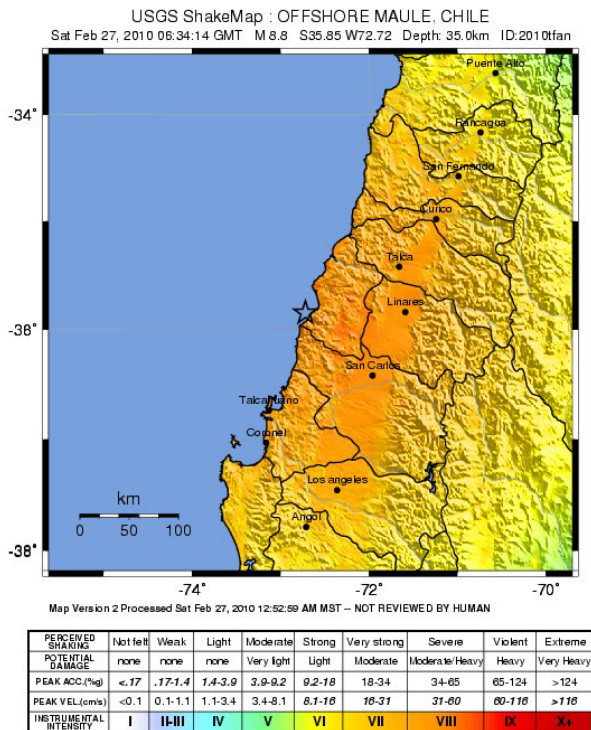 USGS ShakeMap : OFFSHORE MAULE, CHILE
Sat Feb 27, 2010 06:34:14 GMT M 8.8 S35.85 W72.72 Depth: 35.0km ID:2010tfan
Puente Alto
-34°
Rancagua
San Fernando
Curico
Talca
Linares
-38°
San Carlos
Talcahuano
Coronel
Los angeles
km
0 50 100
Angol
-38°
-74° -72° -70°
Map Version 2 Processed Sat Feb 27, 2010 12:52:59 AM MST -- NOT REVIEWED BY HUMAN
PERCEIVED SHAKING Not felt Weak Light Moderate Strong Very strong Severe Violent Extreme
POTENTIAL DAMAGE none none none Very light Light Moderate Moderate/Heavy Heavy Very Heavy
PEAK ACC.(%g) <.17 .17-1.4 1.4-3.9 3.9-9.2 9.2-18 18-34 34-65 65-124 >124
PEAK VEL.(cm/s) <0.1 0.1-1.1 1.1-3.4 3.4-8.1 8.1-16 16-31 31-60 60-116 >116
INSTRUMENTAL INTENSITY I II-III IV V VI VII VIII IX X+